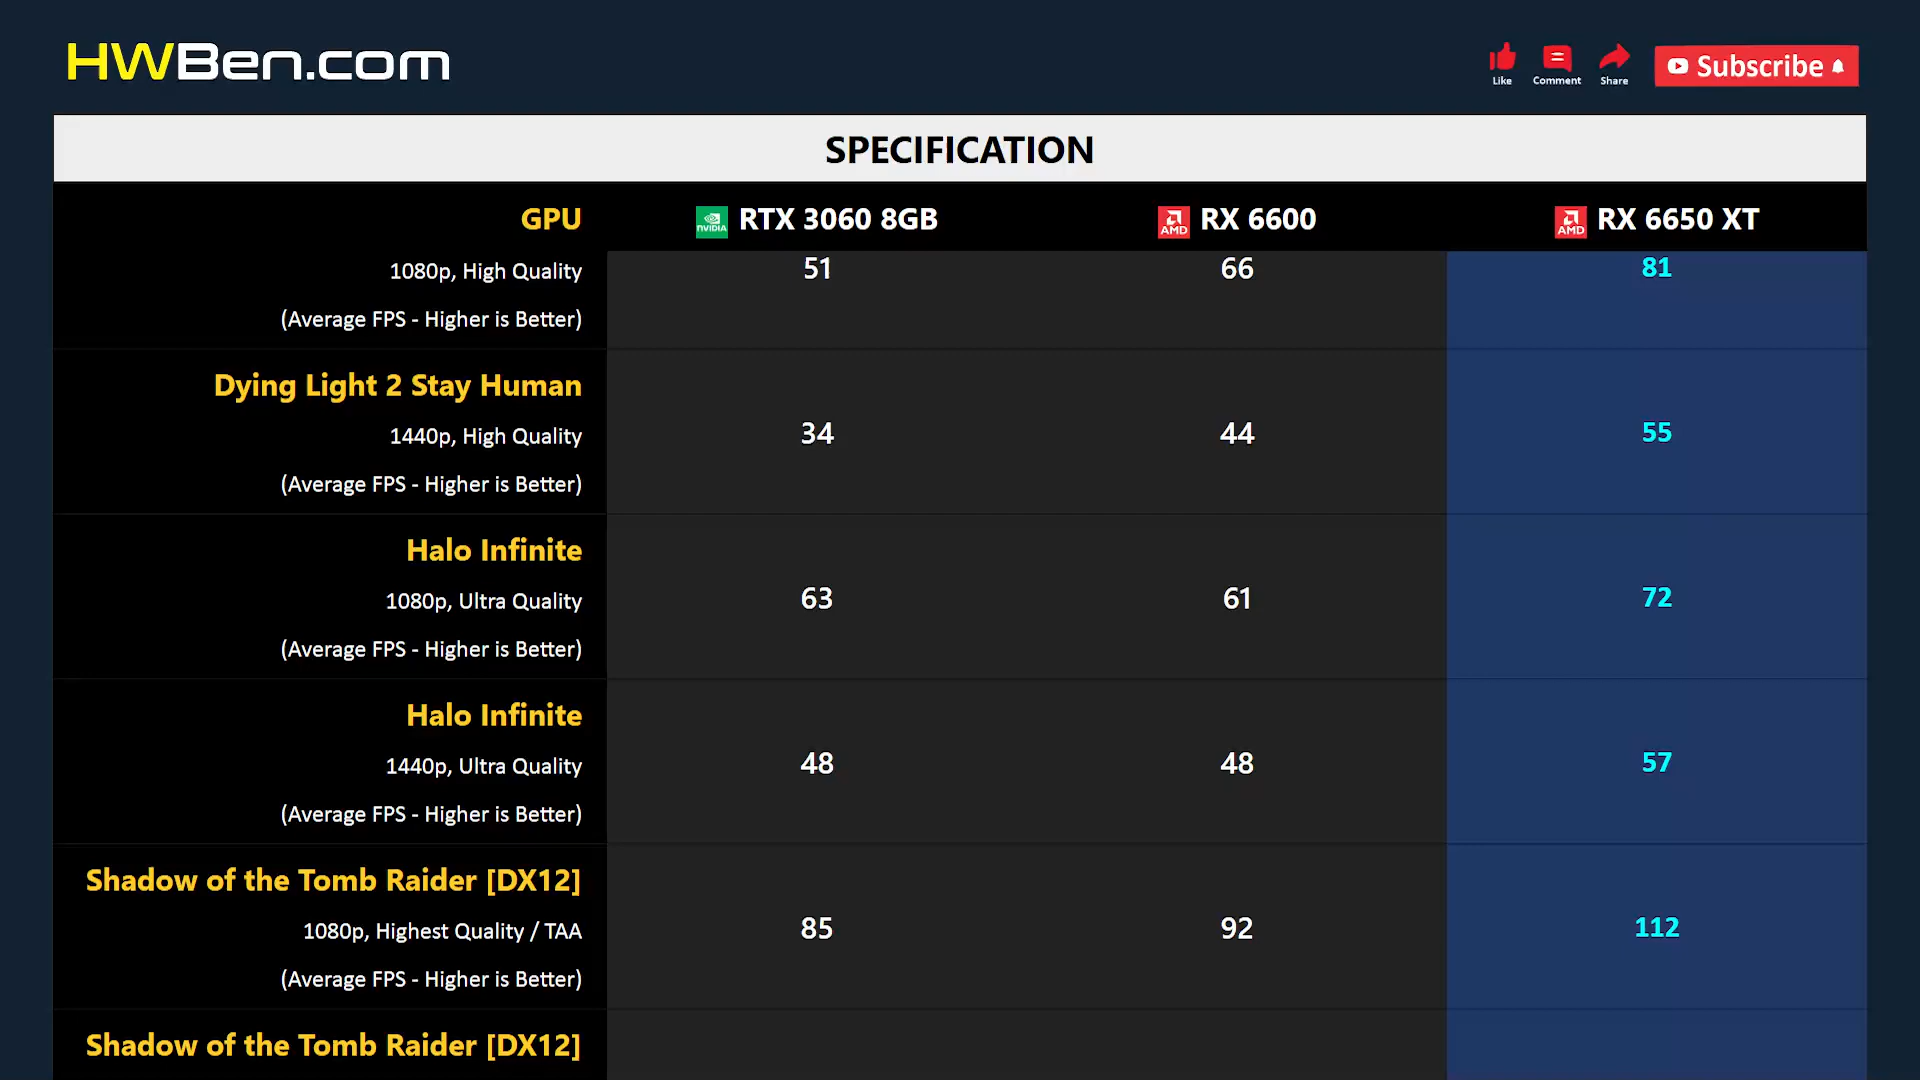 HWBen.com
Like Comment Share Subscribe
SPECIFICATION
GPU NVIDIA RTX 3060 8GB AMD RX 6600 AMD RX 6650 XT
1080p, High Quality 51 66 81
(Average FPS - Higher is Better)
Dying Light 2 Stay Human
1440p, High Quality 34 44 55
(Average FPS - Higher is Better)
Halo Infinite
1080p, Ultra Quality 63 61 72
(Average FPS - Higher is Better)
Halo Infinite
1440p, Ultra Quality 48 48 57
(Average FPS - Higher is Better)
Shadow of the Tomb Raider [DX12]
1080p, Highest Quality / TAA 85 92 112
(Average FPS - Higher is Better)
Shadow of the Tomb Raider [DX12]